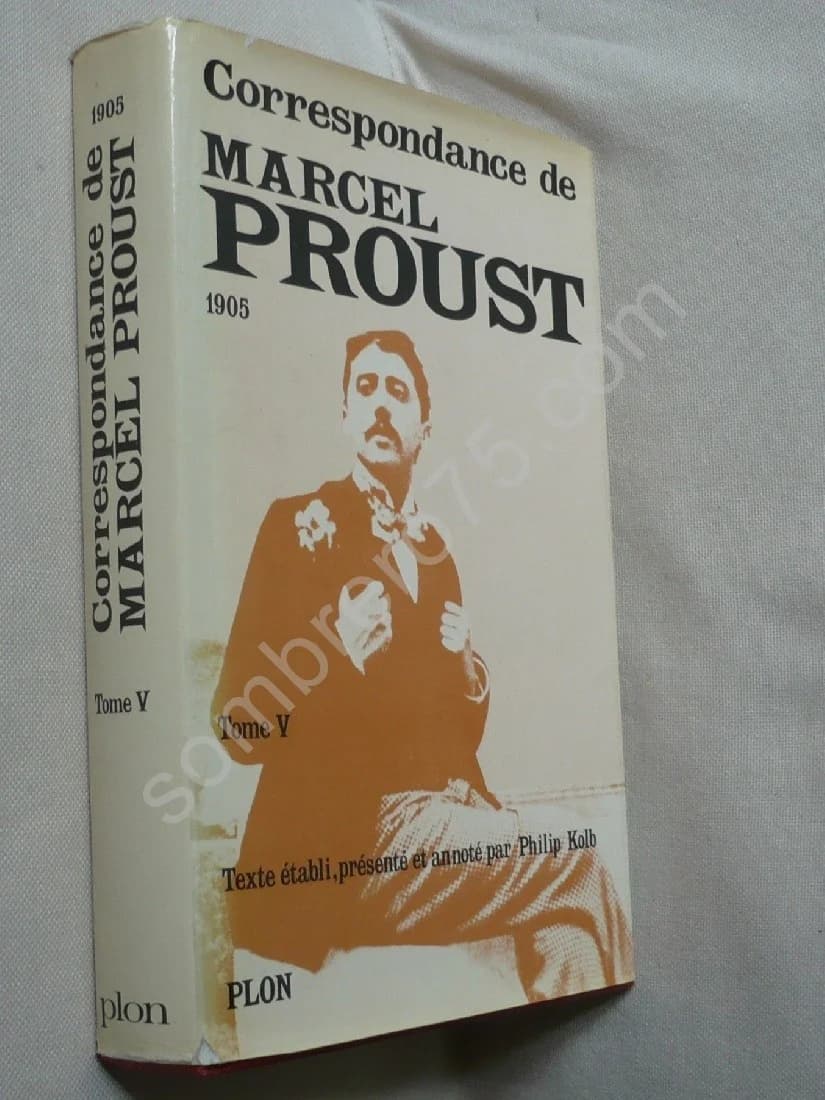 1905
Correspondance de
MARCEL PROUST
Tome V
plon
Correspondance de
MARCEL
PROUST
1905
Tome V
Texte établi, présenté et annoté par Philip Kolb
PLON
sombrero75.com